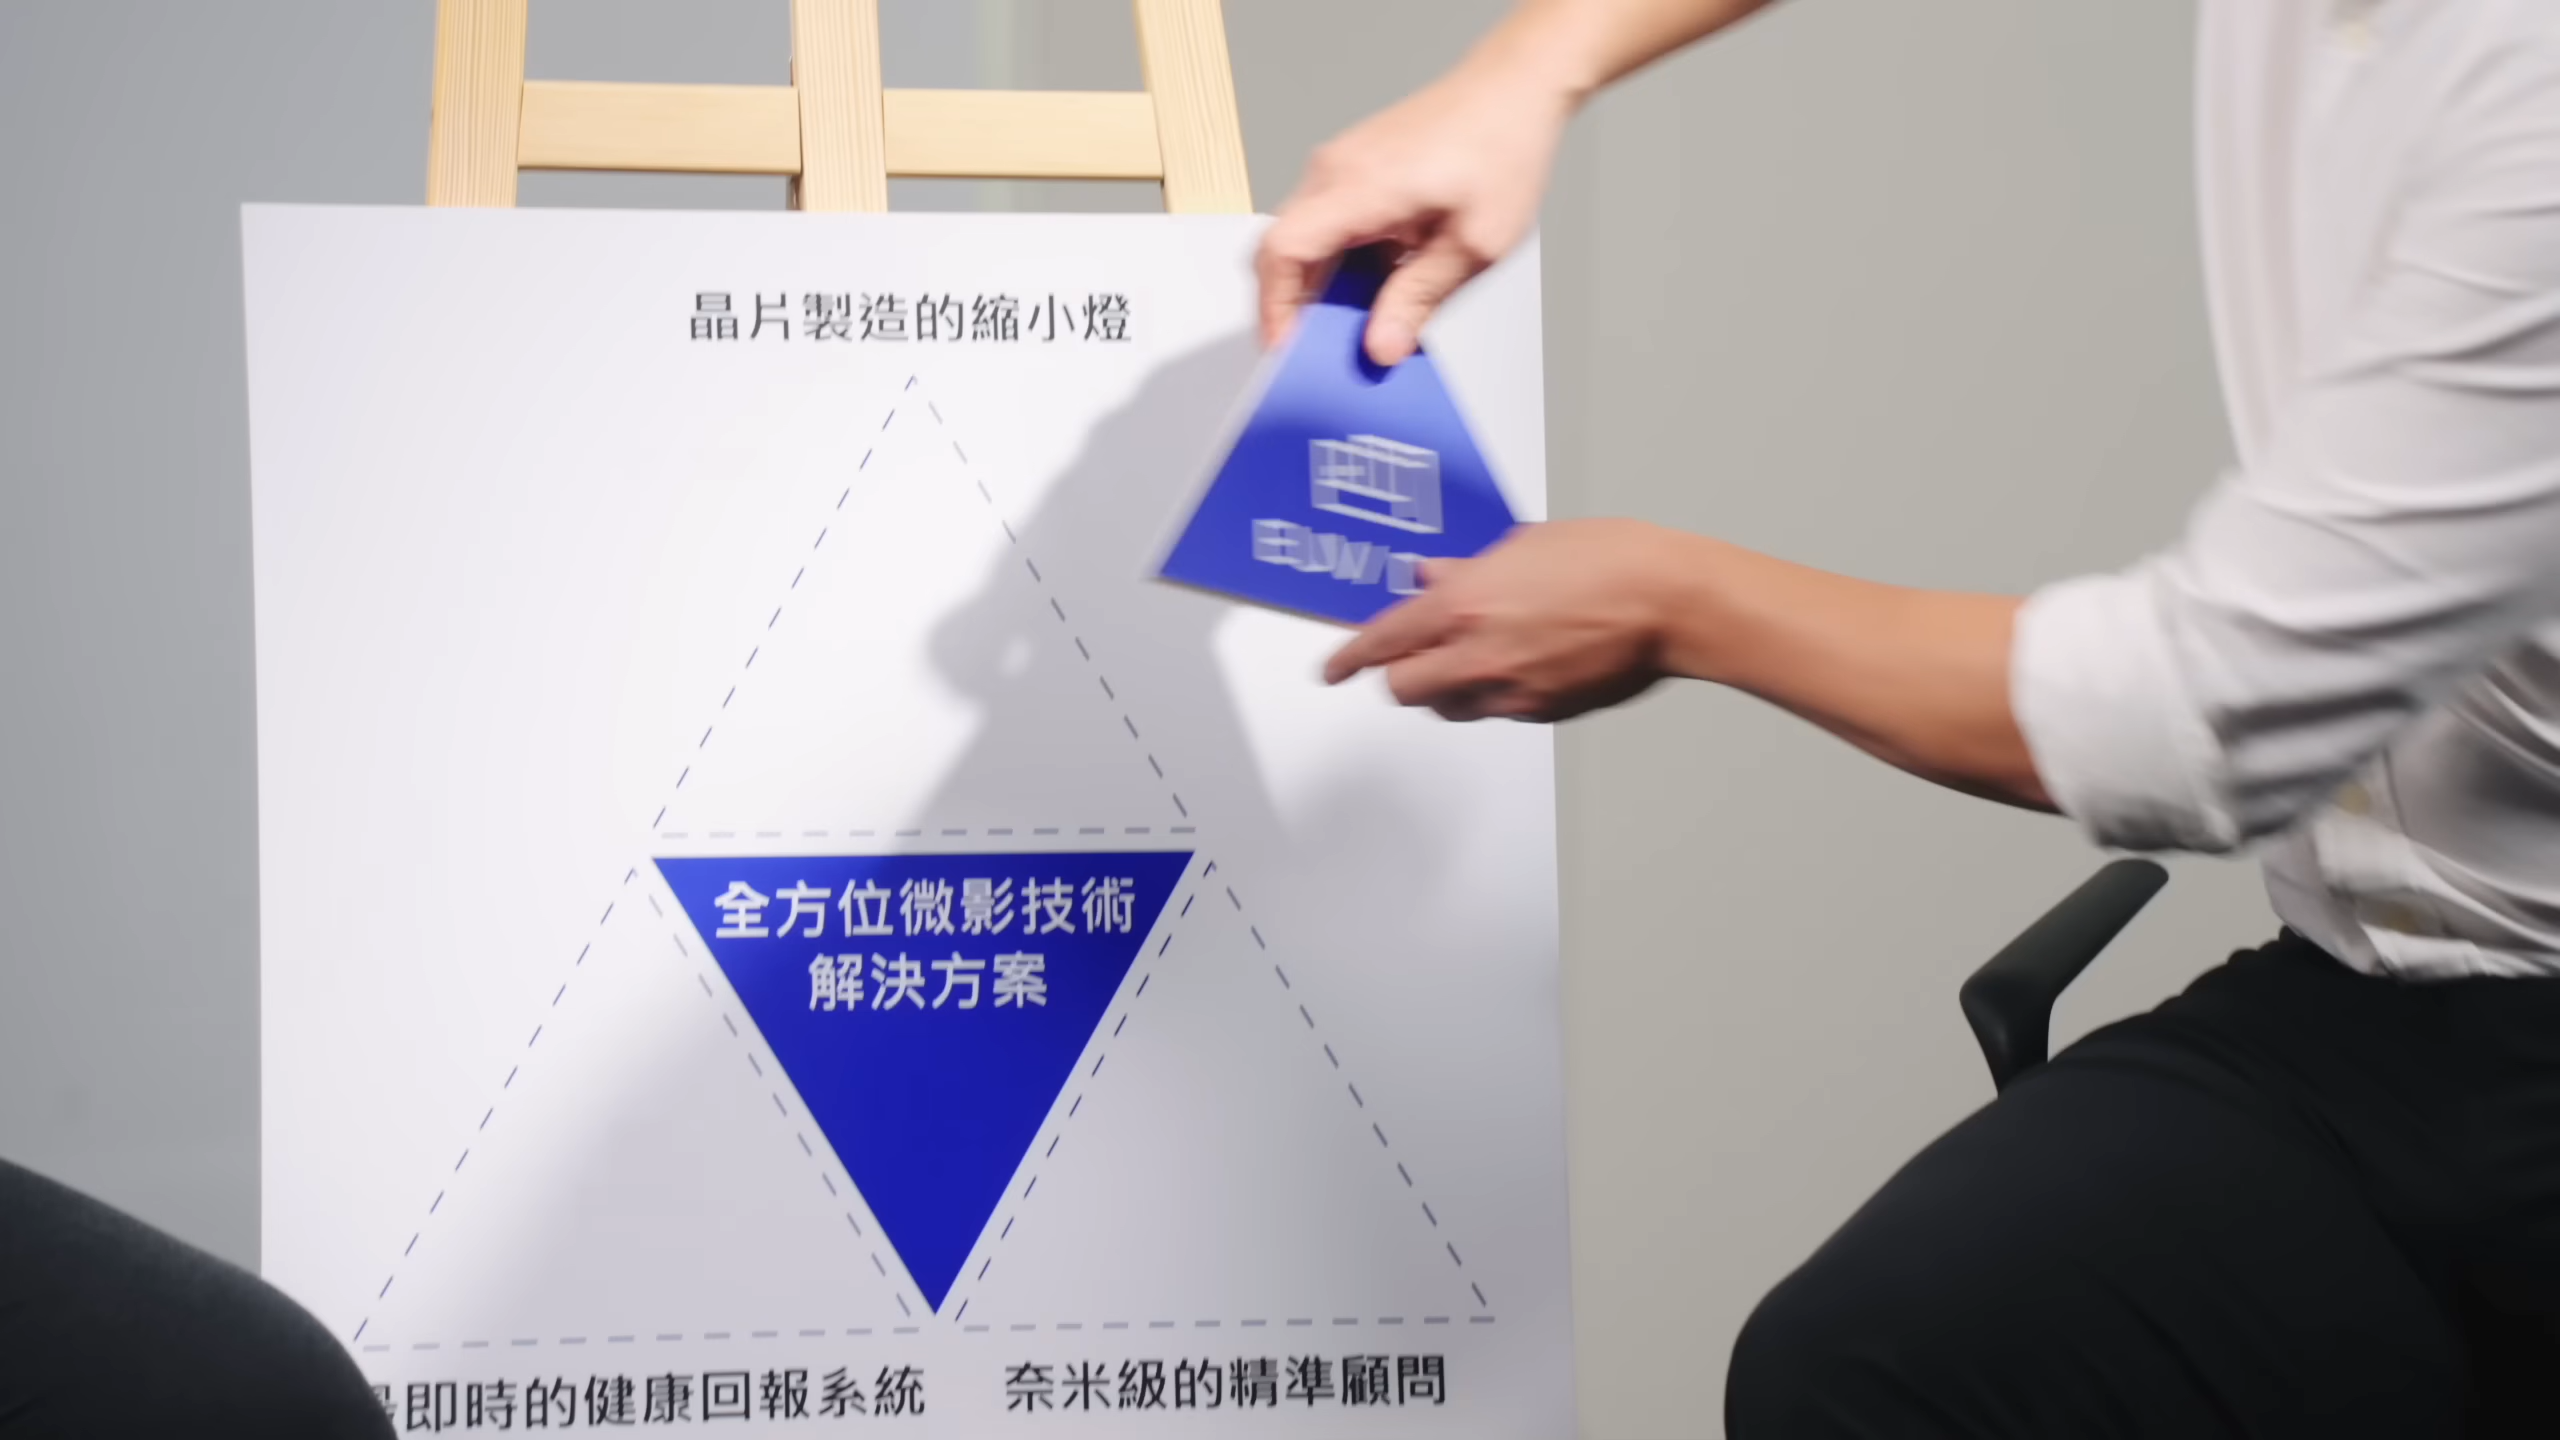 晶片製造的縮小燈
全方位微影技術
解決方案
即時的健康回報系統
奈米級的精準顧問